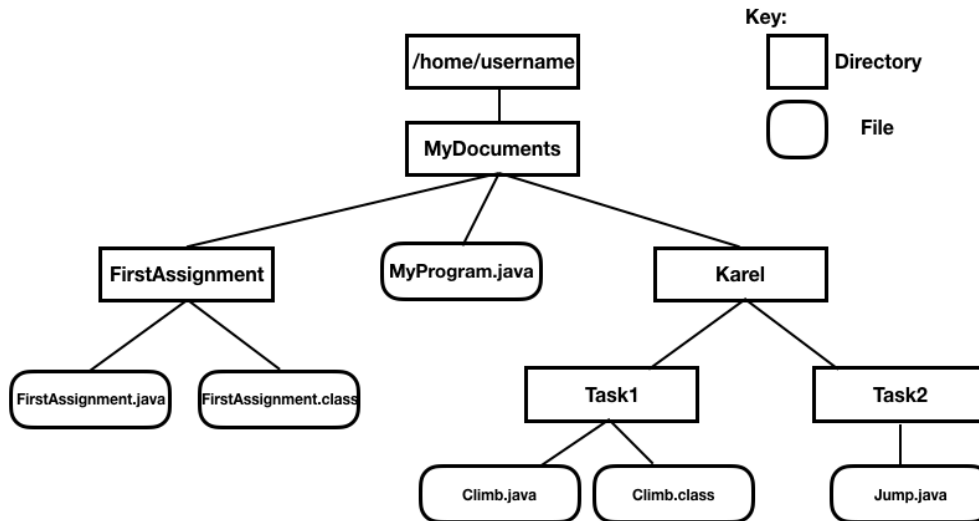 Key:
/home/username
Directory
MyDocuments
File
FirstAssignment
MyProgram.java
Karel
FirstAssignment.java
FirstAssignment.class
Task1
Task2
Climb.java
Climb.class
Jump.java